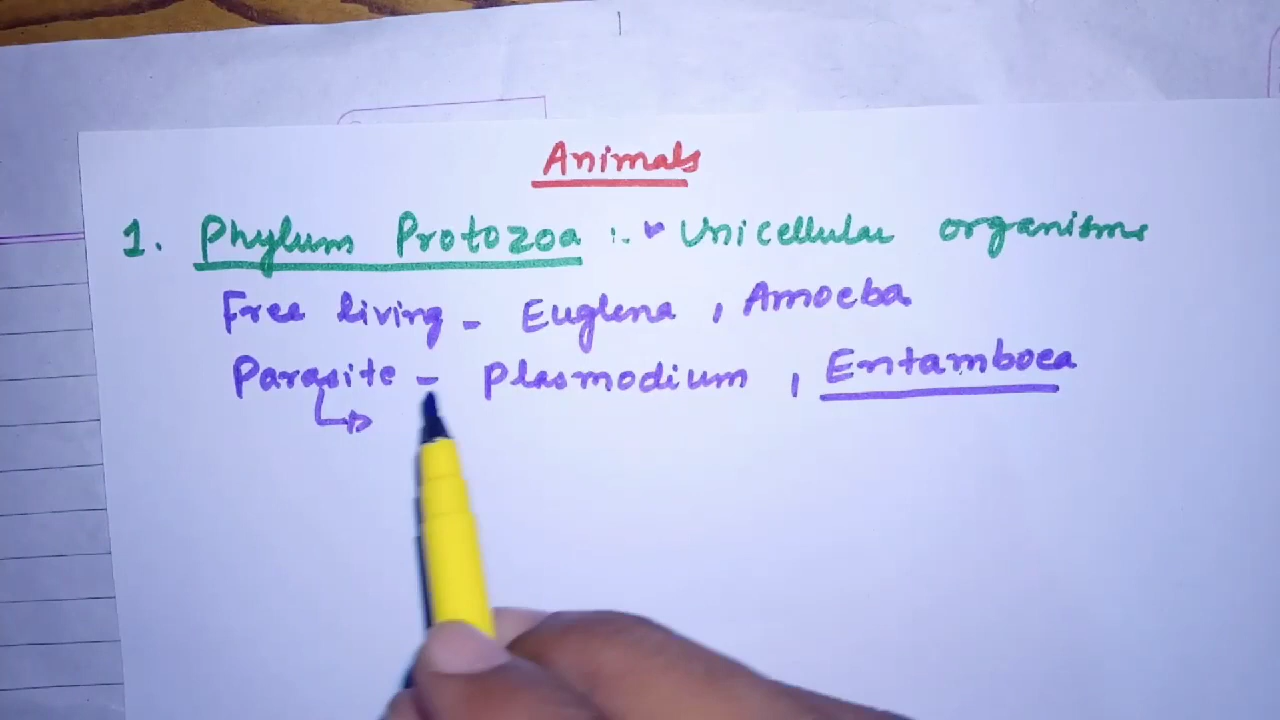 Animals
1. Phylum Protozoa :- Unicellular organisms
Free living - Euglena , Amoeba
Parasite - Plasmodium , Entamboea